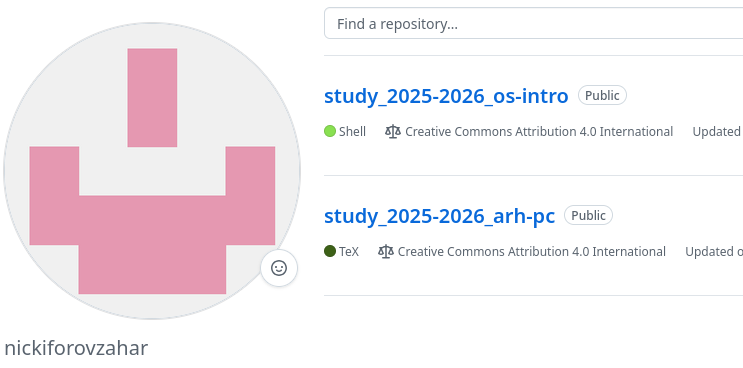 Find a repository...
study_2025-2026_os-intro Public
Shell Creative Commons Attribution 4.0 International Updated
study_2025-2026_arh-pc Public
TeX Creative Commons Attribution 4.0 International Updated o
nickiforovzahar